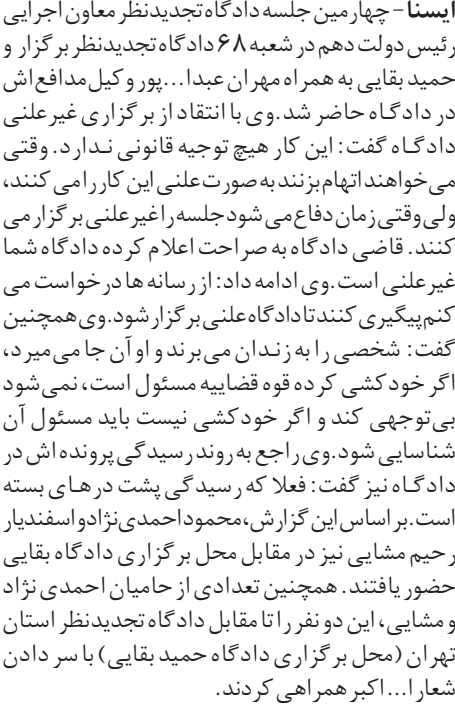 ایسنا - چهارمین جلسه دادگاه تجدیدنظر معاون اجرایی
رئیس دولت دهم در شعبه ۶۸ دادگاه تجدیدنظر برگزار و
حمید بقایی به همراه مهران عبدا...پور وکیل مدافع‌اش
در دادگاه حاضر شد.وی با انتقاد از برگزاری غیرعلنی
دادگاه گفت: این کار هیچ توجیه قانونی ندارد. وقتی
می‌خواهند اتهام بزنند به صورت علنی این کار را می کنند،
ولی وقتی زمان دفاع می شود جلسه را غیرعلنی برگزار می
کنند. قاضی دادگاه به صراحت اعلام کرده دادگاه شما
غیرعلنی است.وی ادامه داد: از رسانه ها درخواست می
کنم پیگیری کنند تا دادگاه علنی برگزار شود.وی همچنین
گفت: شخصی را به زندان می‌برند و او آن جا می‌میرد،
اگر خودکشی کرده قوه قضاییه مسئول است، نمی‌شود
بی‌توجهی کند و اگر خودکشی نیست باید مسئول آن
شناسایی شود.وی راجع به روند رسیدگی پرونده اش در
دادگاه نیز گفت: فعلا که رسیدگی پشت درهای بسته
است.براساس این گزارش،محموداحمدی‌نژاد و اسفندیار
رحیم مشایی نیز در مقابل محل برگزاری دادگاه بقایی
حضور یافتند. همچنین تعدادی از حامیان احمدی نژاد
و مشایی، این دو نفر را تا مقابل دادگاه تجدیدنظر استان
تهران (محل برگزاری دادگاه حمید بقایی) با سر دادن
شعار ا... اکبر همراهی کردند.